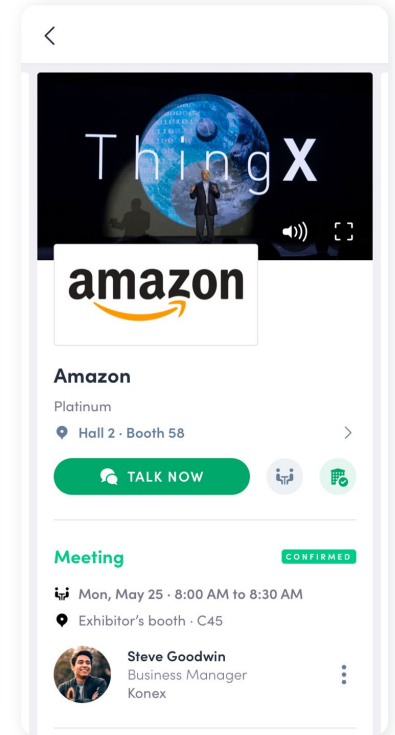 ThingX
amazon
Amazon
Platinum
Hall 2 · Booth 58
TALK NOW
Meeting
CONFIRMED
Mon, May 25 · 8:00 AM to 8:30 AM
Exhibitor's booth · C45
Steve Goodwin
Business Manager
Konex